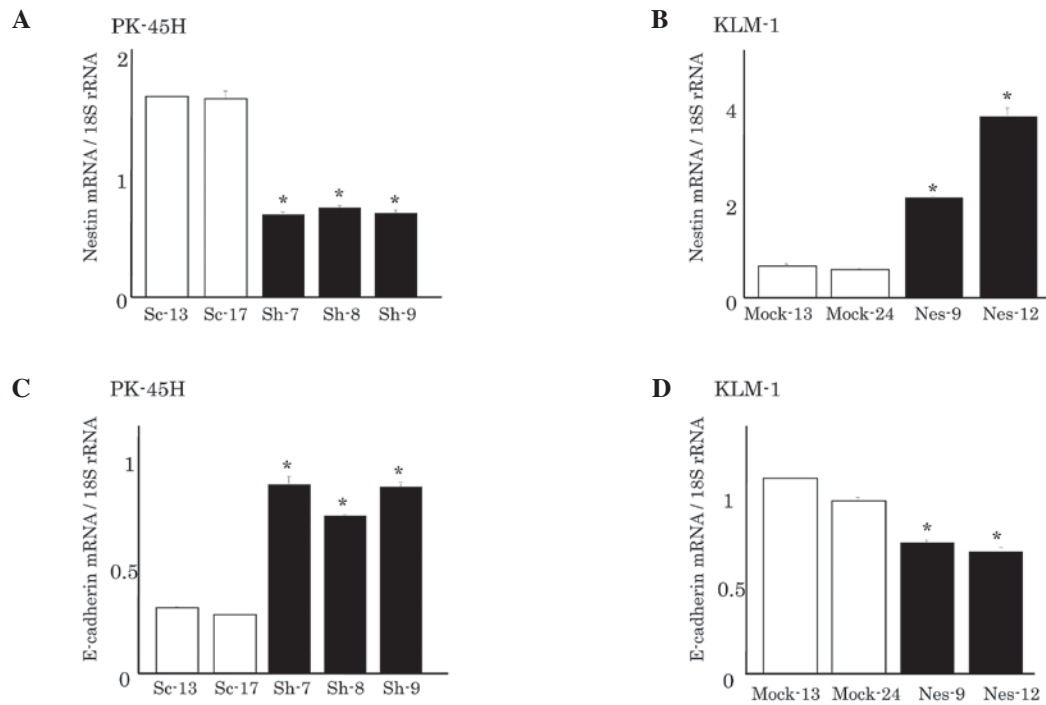 A
PK-45H
Nestin mRNA / 18S rRNA
2
1
0
* * *
Sc-13 Sc-17 Sh-7 Sh-8 Sh-9
B
KLM-1
Nestin mRNA / 18S rRNA
4
2
0
* *
Mock-13 Mock-24 Nes-9 Nes-12
C
PK-45H
E-cadherin mRNA / 18S rRNA
1
0.5
0
* * *
Sc-13 Sc-17 Sh-7 Sh-8 Sh-9
D
KLM-1
E-cadherin mRNA / 18S rRNA
1
0.5
0
* *
Mock-13 Mock-24 Nes-9 Nes-12